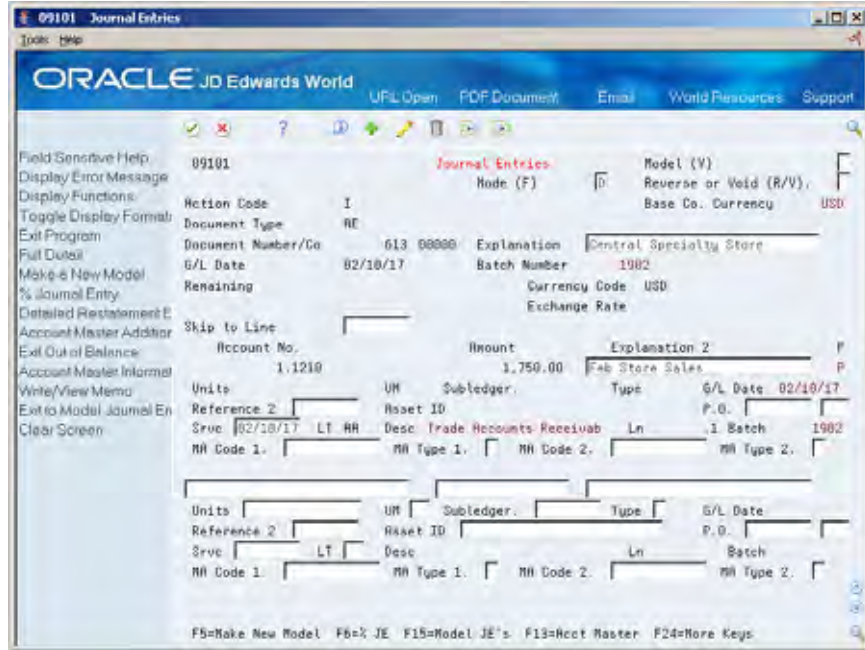 09101 Journal Entries
Tools Help
ORACLE JD Edwards World
URL Open PDF Document Email World Resources Support
Field Sensitive Help
Display Error Message
Display Functions
Toggle Display Formats
Exit Program
Full Detail
Make a New Model
% Journal Entry
Detailed Restatement E
Account Master Addition
Exit Out of Balance
Account Master Informat
Write/View Memo
Exit to Model Journal En
Clear Screen
09101 Journal Entries Model (V)
Mode (F) D Reverse or Void (R/V).
Action Code I Base Co. Currency USD
Document Type AE
Document Number/Co 613 00000 Explanation Central Specialty Store
G/L Date 02/10/17 Batch Number 1982
Remaining Currency Code USD
Exchange Rate
Skip to Line
Account No. Amount Explanation 2 P
1.1210 1,750.00 Feb Store Sales P
Units UM Subledger. Type G/L Date 02/10/17
Reference 2 Asset ID P.O.
Srvc 02/10/17 LT AA Desc Trade Accounts Receivab Ln .1 Batch 1982
MA Code 1. MA Type 1. MA Code 2. MA Type 2.
Units UM Subledger. Type G/L Date
Reference 2 Asset ID P.O.
Srvc LT Desc Ln Batch
MA Code 1. MA Type 1. MA Code 2. MA Type 2.
F5=Make New Model F6=% JE F15=Model JE's F13=Acct Master F24=More Keys